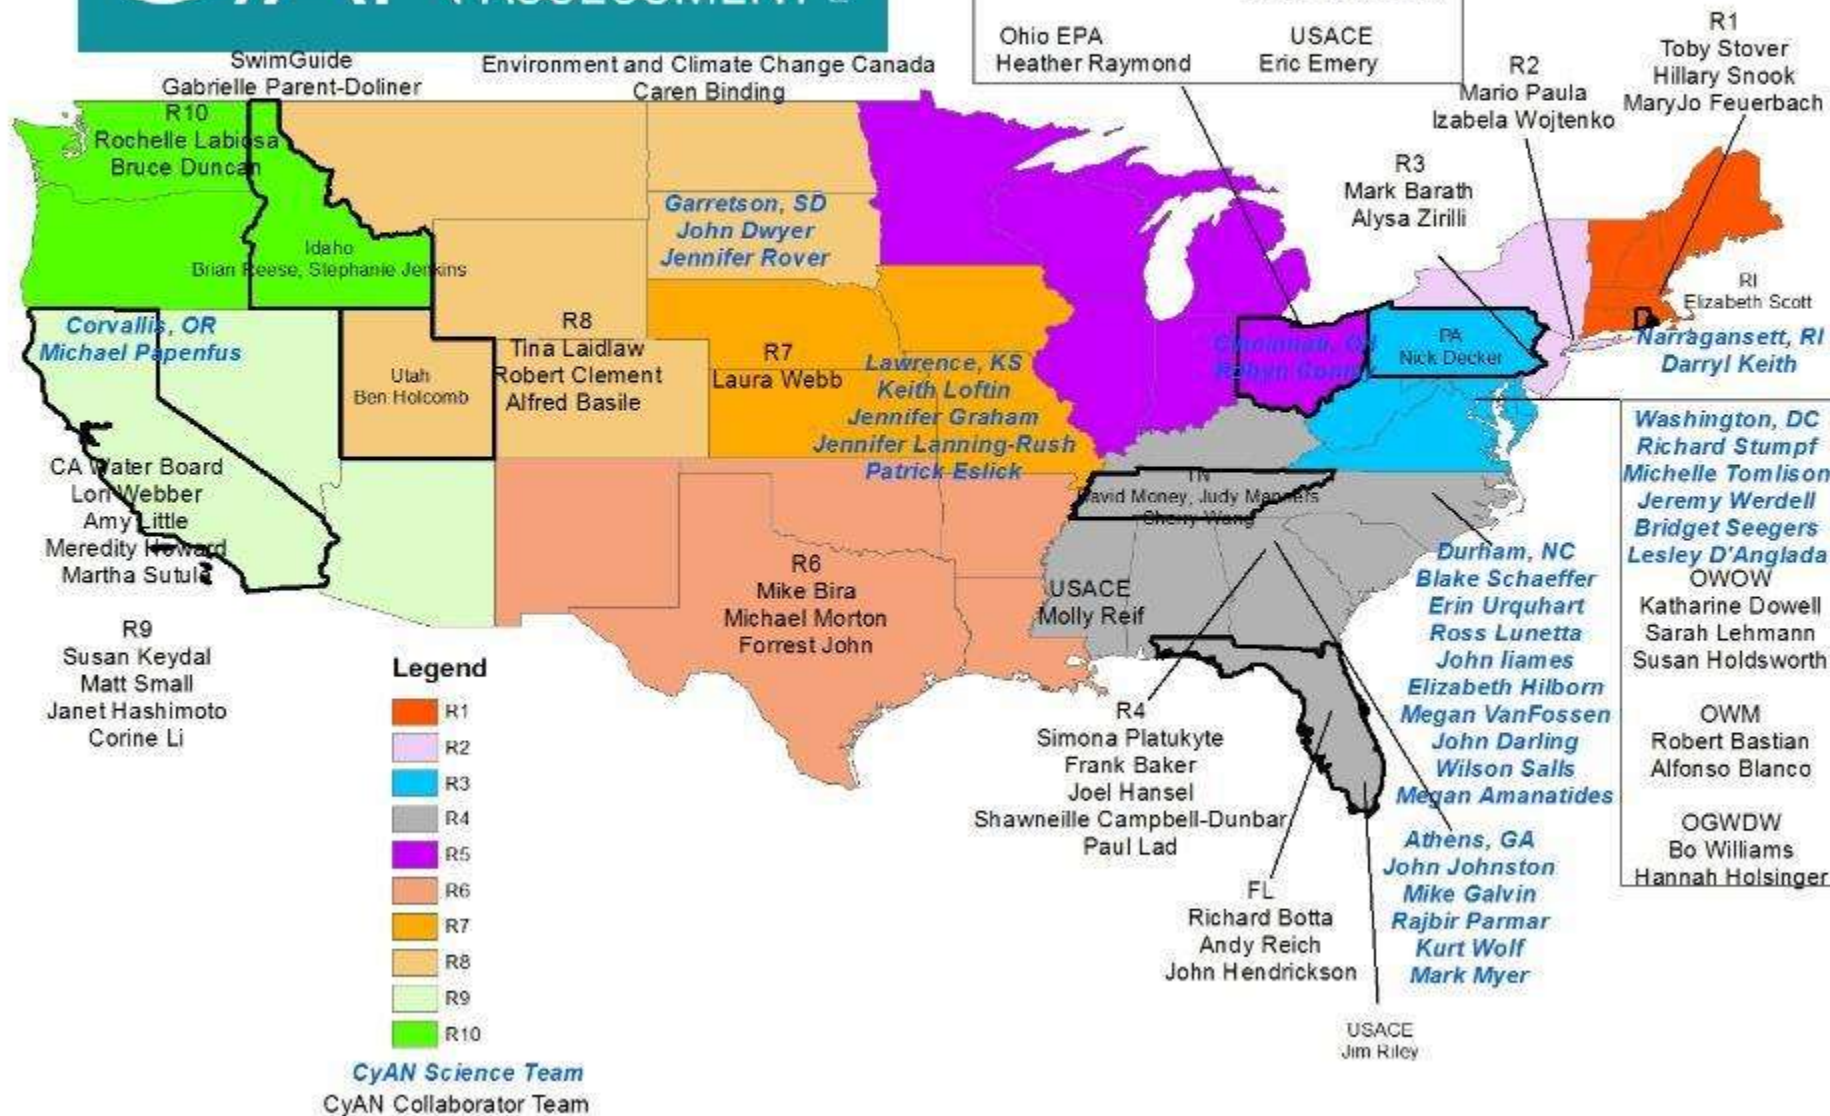 SwimGuide
Gabrielle Parent-Doliner
Environment and Climate Change Canada
Caren Binding
Ohio EPA
Heather Raymond
USACE
Eric Emery
R1
Toby Stover
Hillary Snook
MaryJo Feuerbach
R2
Mario Paula
Izabela Wojtenko
R3
Mark Barath
Alysa Zirilli
R10
Rochelle Labiosa
Bruce Duncan
Idaho
Brian Reese, Stephanie Jenkins
Garretson, SD
John Dwyer
Jennifer Rover
RI
Elizabeth Scott
Narragansett, RI
Darryl Keith
Corvallis, OR
Michael Papenfus
Utah
Ben Holcomb
R8
Tina Laidlaw
Robert Clement
Alfred Basile
R7
Laura Webb
Lawrence, KS
Keith Loftin
Jennifer Graham
Jennifer Lanning-Rush
Patrick Eslick
Cincinnati, OH
Robyn
PA
Nick Decker
Washington, DC
Richard Stumpf
Michelle Tomlison
Jeremy Werdell
Bridget Seegers
Lesley D'Anglada
OWOW
Katharine Dowell
Sarah Lehmann
Susan Holdsworth
OWM
Robert Bastian
Alfonso Blanco
OGWDW
Bo Williams
Hannah Holsinger
CA Water Board
Lori Webber
Amy Little
Meredity Howard
Martha Sutula
TN
David Money, Judy Manners
Sherry Wang
R9
Susan Keydal
Matt Small
Janet Hashimoto
Corine Li
R6
Mike Bira
Michael Morton
Forrest John
USACE
Molly Reif
Durham, NC
Blake Schaeffer
Erin Urquhart
Ross Lunetta
John Iiames
Elizabeth Hilborn
Megan VanFossen
John Darling
Wilson Salls
Megan Amanatides
R4
Simona Platukyte
Frank Baker
Joel Hansel
Shawneille Campbell-Dunbar
Paul Lad
Athens, GA
John Johnston
Mike Galvin
Rajbir Parmar
Kurt Wolf
Mark Myer
FL
Richard Botta
Andy Reich
John Hendrickson
USACE
Jim Riley
Legend
R1
R2
R3
R4
R5
R6
R7
R8
R9
R10
CyAN Science Team
CyAN Collaborator Team